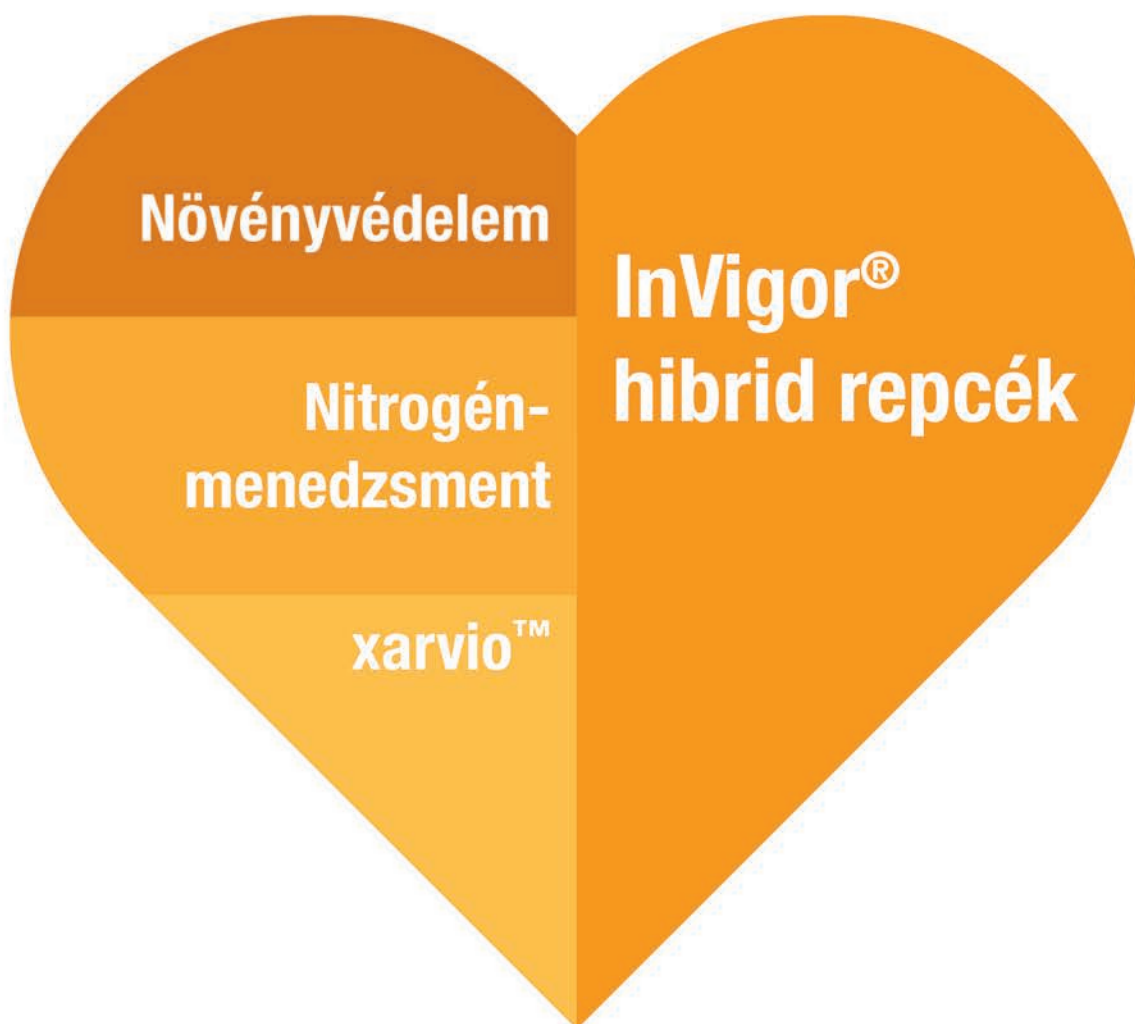 Növényvédelem
Nitrogén-
menedzsment
xarvio™
InVigor®
hibrid repcék